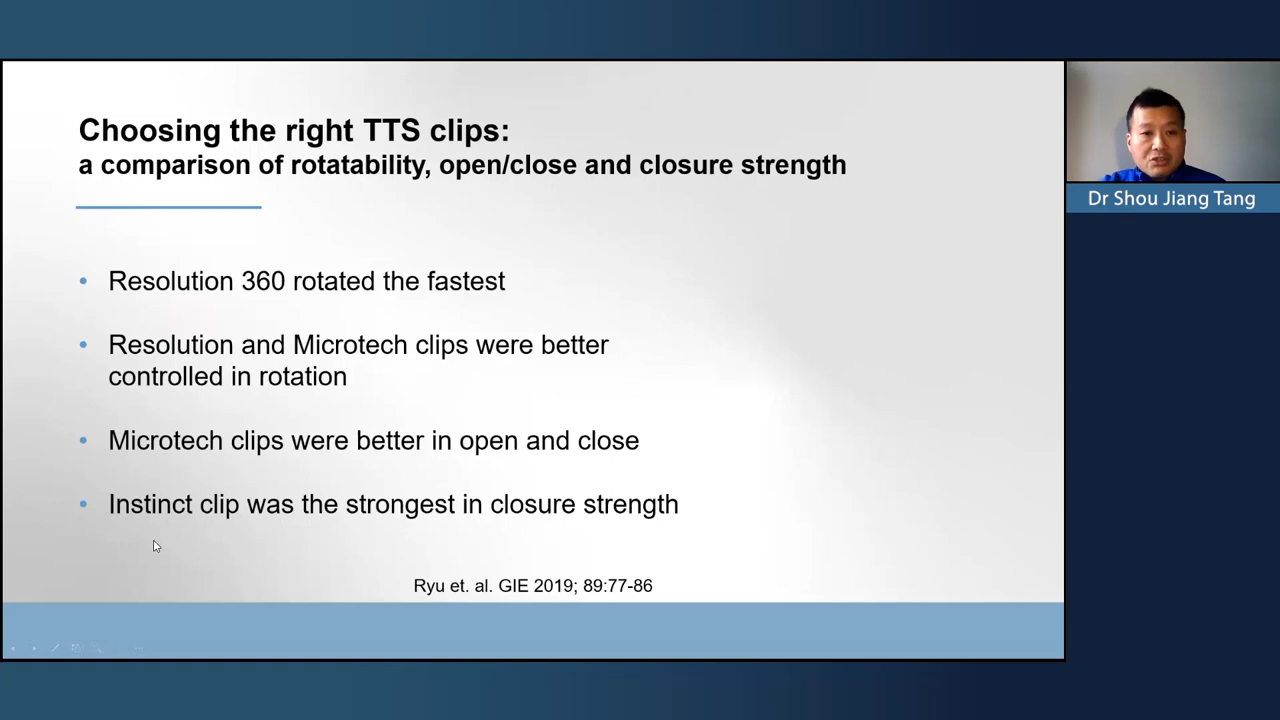 Choosing the right TTS clips:
a comparison of rotatability, open/close and closure strength
• Resolution 360 rotated the fastest
• Resolution and Microtech clips were better
controlled in rotation
• Microtech clips were better in open and close
• Instinct clip was the strongest in closure strength
Ryu et. al. GIE 2019; 89:77-86
Dr Shou Jiang Tang